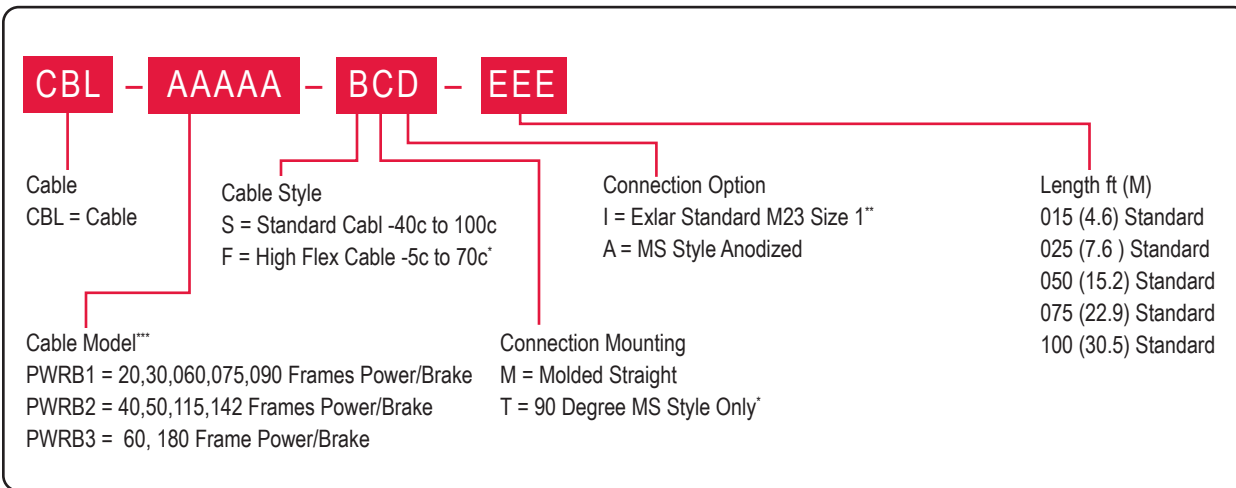 CBL – AAAAA – BCD – EEE
Cable
CBL = Cable
Cable Style
S = Standard Cabl -40c to 100c
F = High Flex Cable -5c to 70c*
Connection Option
I = Exlar Standard M23 Size 1**
A = MS Style Anodized
Length ft (M)
015 (4.6) Standard
025 (7.6 ) Standard
050 (15.2) Standard
075 (22.9) Standard
100 (30.5) Standard
Cable Model***
PWRB1 = 20,30,060,075,090 Frames Power/Brake
PWRB2 = 40,50,115,142 Frames Power/Brake
PWRB3 = 60, 180 Frame Power/Brake
Connection Mounting
M = Molded Straight
T = 90 Degree MS Style Only*